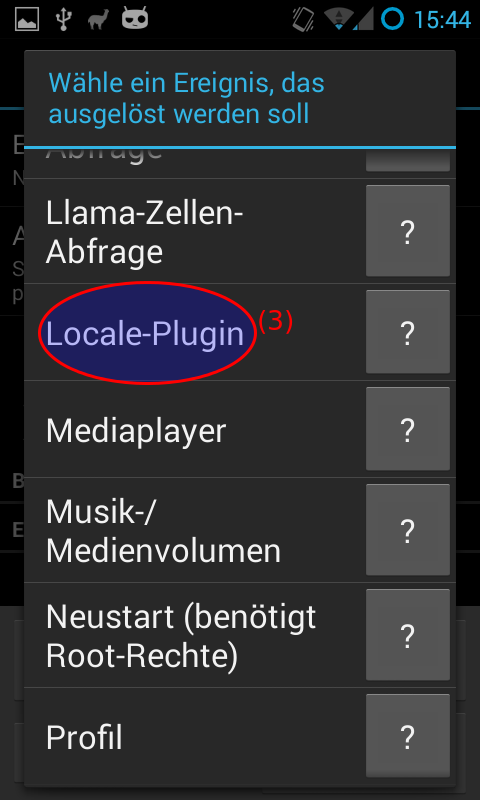 15:44
Wähle ein Ereignis, das
ausgelöst werden soll
Abfrage
Llama-Zellen-
Abfrage
?
Locale-Plugin
(3)
?
Mediaplayer
?
Musik-/
Medienvolumen
?
Neustart (benötigt
Root-Rechte)
?
Profil
?